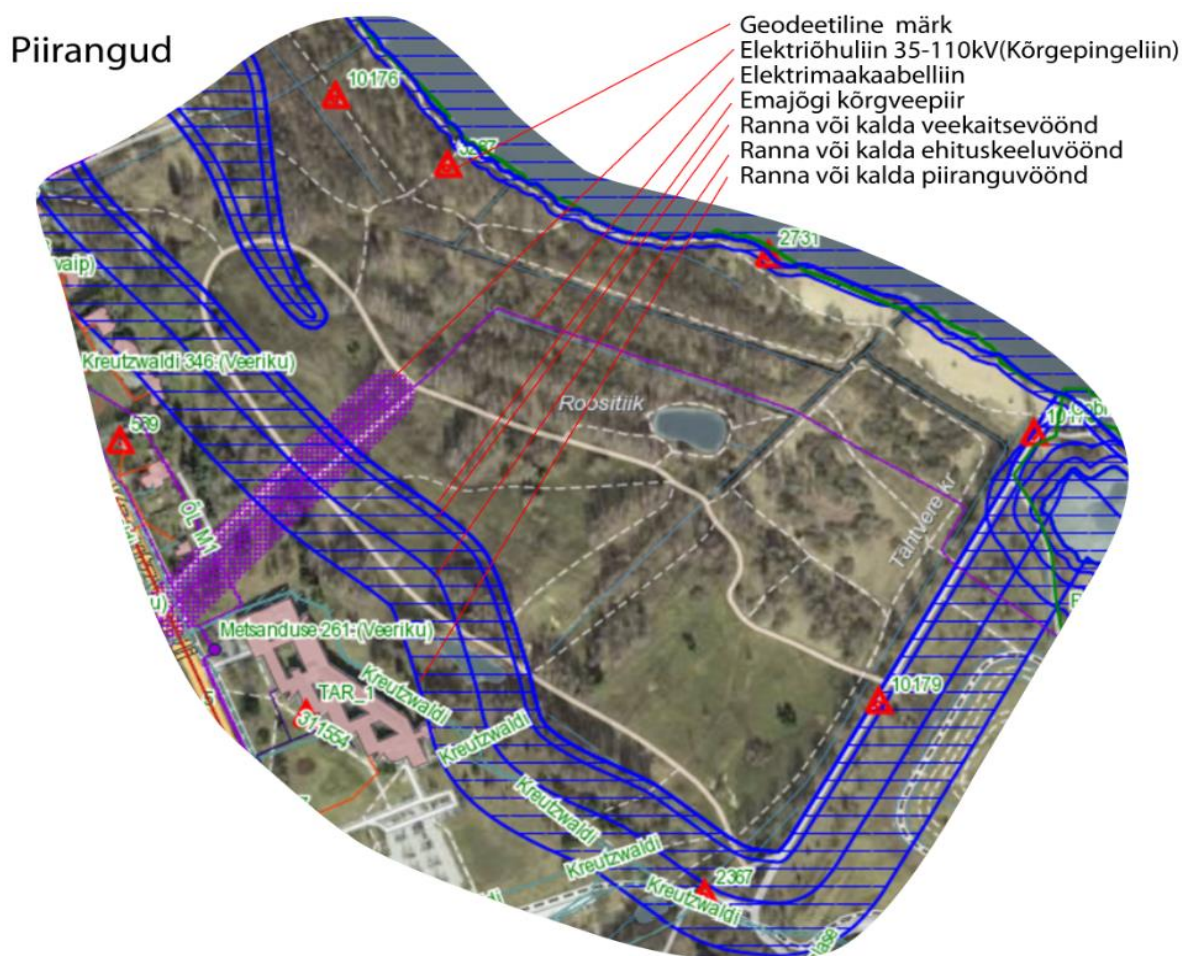 Piirangud
Geodeetiline märk
Elektriõhuliin 35-110kV(Kõrgepingeliin)
Elektrimaakaabelliin
Emajõgi kõrgveepiir
Ranna või kalda veekaitsevöönd
Ranna või kalda ehituskeeluvöönd
Ranna või kalda piiranguvöönd
10176
2731
Kreutzwaldi 346:(Veeriku)
Roositiik
ÕL_M1
Tähtvere kr
Metsanduse 261:(Veeriku)
TAR_1
311554
Kreutzwaldi
Kreutzwaldi
10179
Kreutzwaldi
Kreutzwaldi
2367
Kreutzwaldi